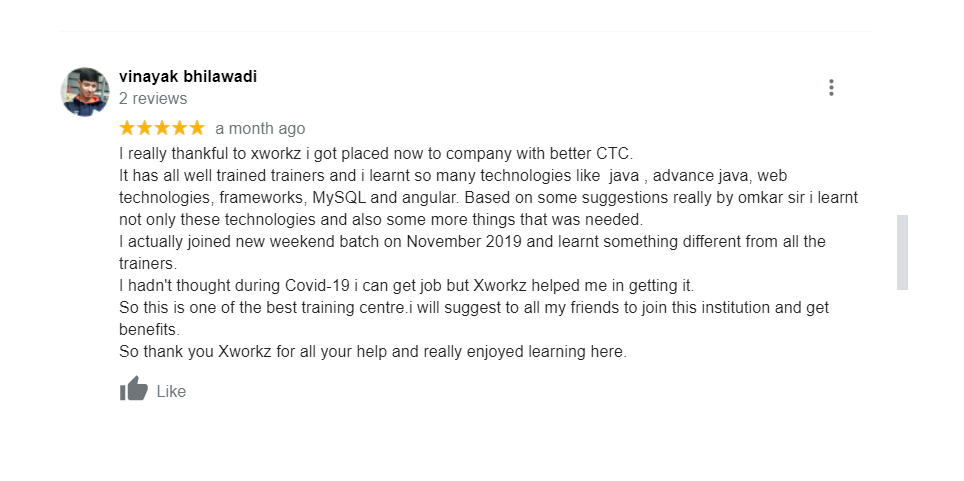 vinayak bhilawadi
2 reviews
a month ago
I really thankful to xworkz i got placed now to company with better CTC.
It has all well trained trainers and i learnt so many technologies like  java , advance java, web
technologies, frameworks, MySQL and angular. Based on some suggestions really by omkar sir i learnt
not only these technologies and also some more things that was needed.
I actually joined new weekend batch on November 2019 and learnt something different from all the
trainers.
I hadn't thought during Covid-19 i can get job but Xworkz helped me in getting it.
So this is one of the best training centre.i will suggest to all my friends to join this institution and get
benefits.
So thank you Xworkz for all your help and really enjoyed learning here.
Like